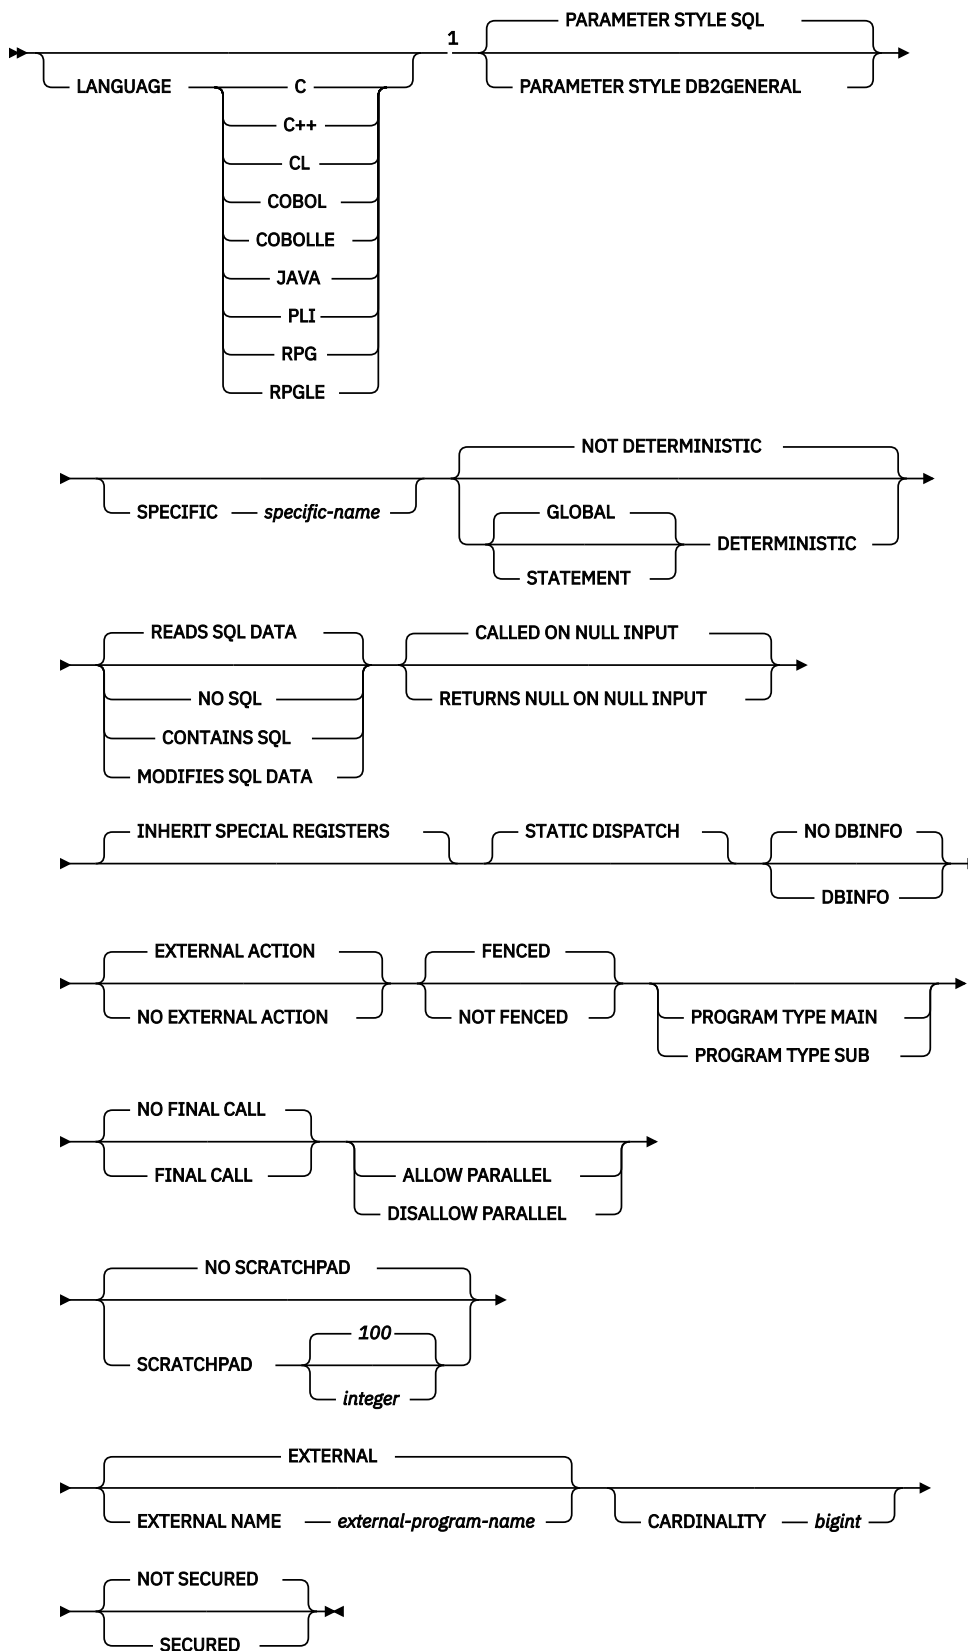 PARAMETER STYLE SQL
1
LANGUAGE C PARAMETER STYLE DB2GENERAL
C++
CL
COBOL
COBOLLE
JAVA
PLI
RPG
RPGLE
NOT DETERMINISTIC
SPECIFIC specific-name GLOBAL
DETERMINISTIC
STATEMENT
READS SQL DATA CALLED ON NULL INPUT
NO SQL RETURNS NULL ON NULL INPUT
CONTAINS SQL
MODIFIES SQL DATA
INHERIT SPECIAL REGISTERS STATIC DISPATCH NO DBINFO
DBINFO
EXTERNAL ACTION FENCED
NO EXTERNAL ACTION NOT FENCED PROGRAM TYPE MAIN
PROGRAM TYPE SUB
NO FINAL CALL
FINAL CALL ALLOW PARALLEL
DISALLOW PARALLEL
NO SCRATCHPAD
100
SCRATCHPAD
integer
EXTERNAL
EXTERNAL NAME external-program-name CARDINALITY bigint
NOT SECURED
SECURED